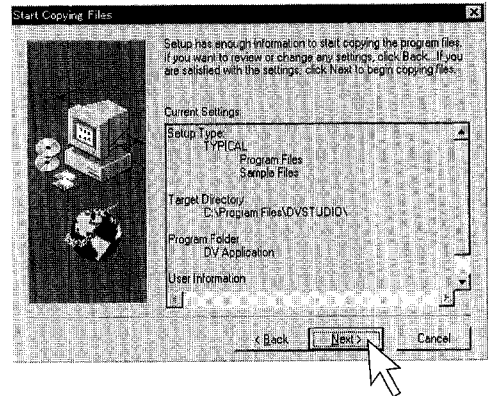 Start Copying Files
Setup has enough information to start copying the program files.
If you want to review or change any settings, click Back. If you
are satisfied with the settings, click Next to begin copying files.
Current Settings:
Setup Type:
TYPICAL
Program Files
Sample Files
Target Directory
C:\Program Files\DVSTUDIO\
Program Folder
DV Application
User Information
< Back
Next >
Cancel